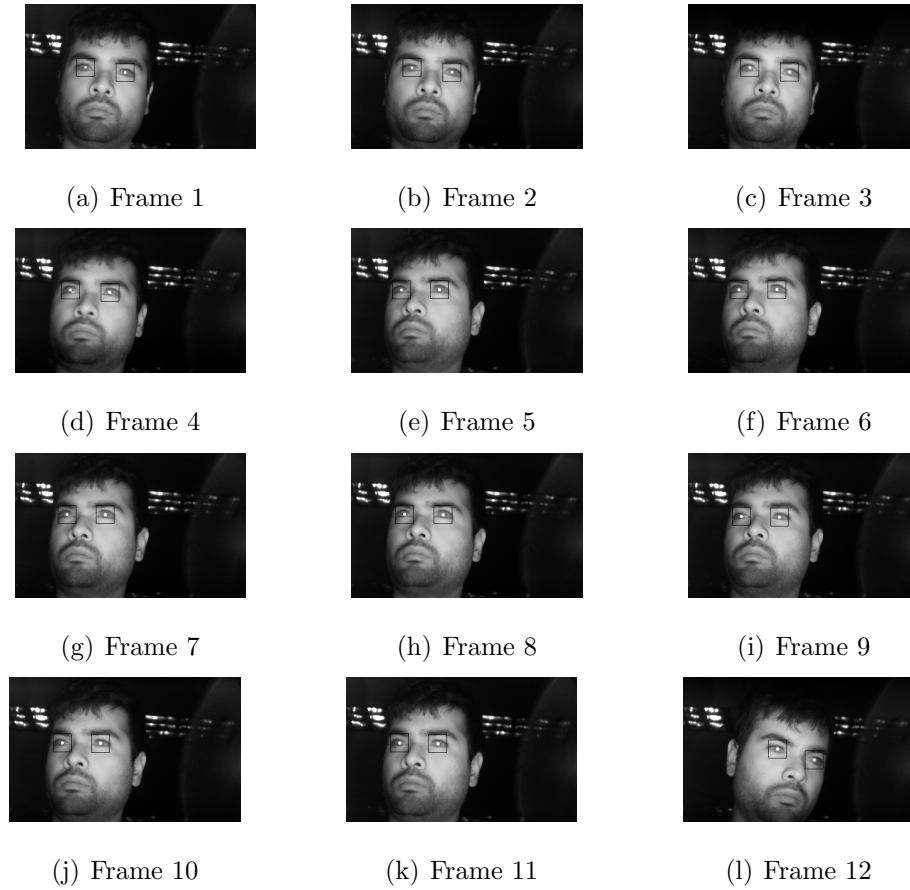 (a) Frame 1
(b) Frame 2
(c) Frame 3
(d) Frame 4
(e) Frame 5
(f) Frame 6
(g) Frame 7
(h) Frame 8
(i) Frame 9
(j) Frame 10
(k) Frame 11
(l) Frame 12